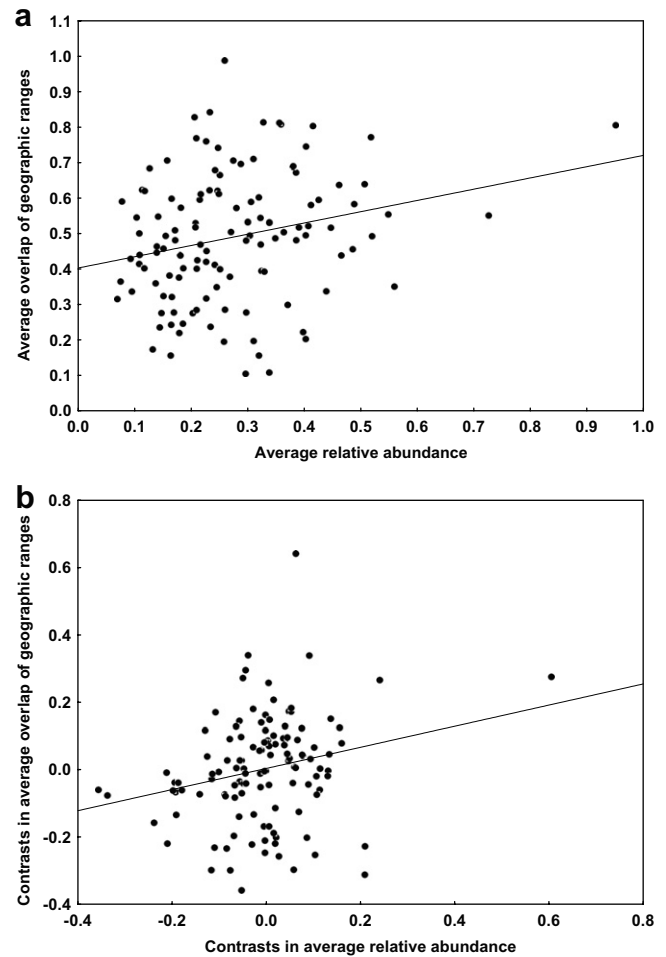 a
1.1
1.0
0.9
0.8
0.7
0.6
0.5
0.4
0.3
0.2
0.1
0.0
Average overlap of geographic ranges
0.0 0.1 0.2 0.3 0.4 0.5 0.6 0.7 0.8 0.9 1.0
Average relative abundance
b
0.8
0.6
0.4
0.2
0.0
-0.2
-0.4
Contrasts in average overlap of geographic ranges
-0.4 -0.2 0.0 0.2 0.4 0.6 0.8
Contrasts in average relative abundance